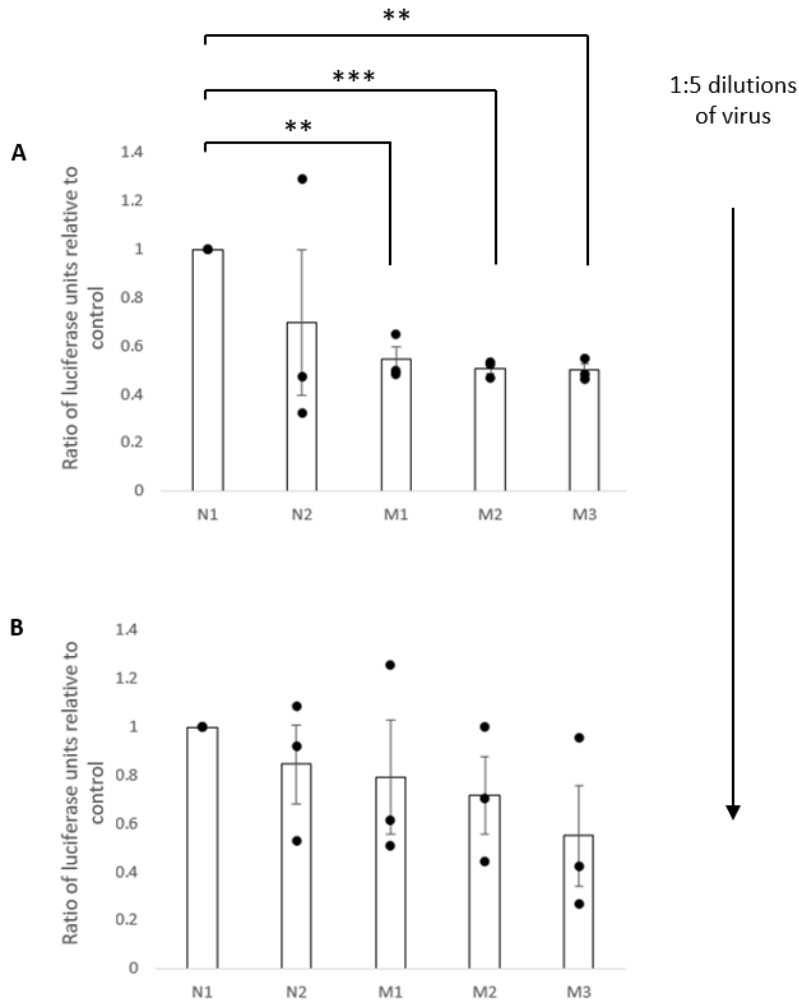 **
***
**
1:5 dilutions
of virus
A
Ratio of luciferase units relative to
control
1.4
1.2
1
0.8
0.6
0.4
0.2
0
N1 N2 M1 M2 M3
B
Ratio of luciferase units relative to
control
1.4
1.2
1
0.8
0.6
0.4
0.2
0
N1 N2 M1 M2 M3